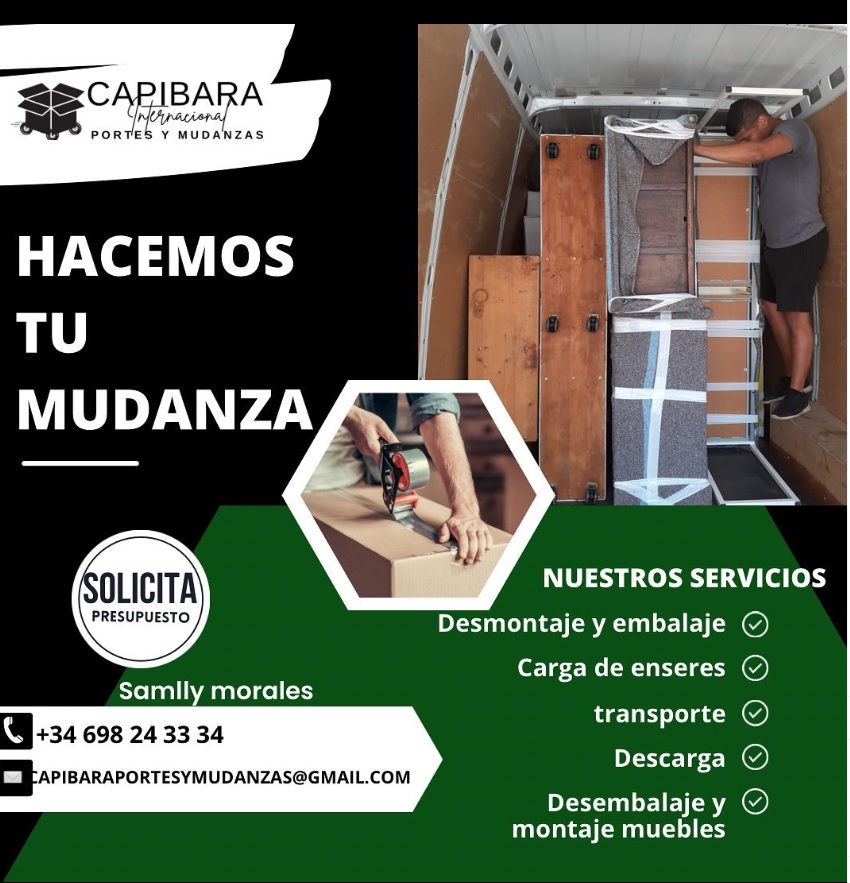 CAPIBARA
Internacional
PORTES Y MUDANZAS
HACEMOS
TU
MUDANZA
SOLICITA
PRESUPUESTO
Samlly morales
+34 698 24 33 34
CAPIBARAPORTESYMUDANZAS@GMAIL.COM
NUESTROS SERVICIOS
Desmontaje y embalaje
Carga de enseres
transporte
Descarga
Desembalaje y
montaje muebles